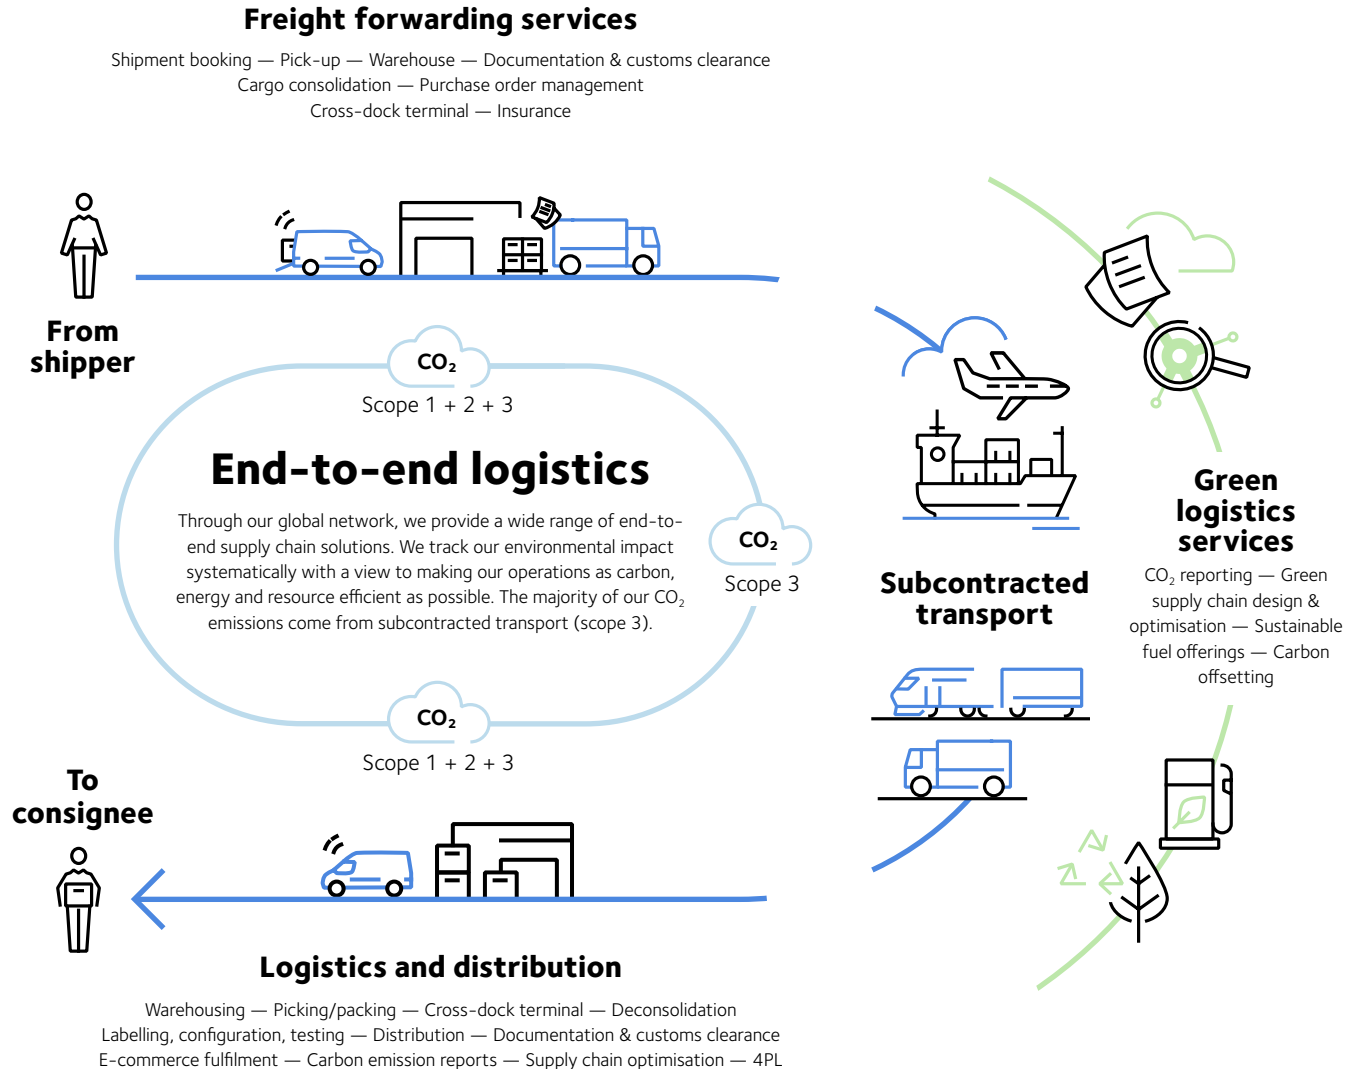 Freight forwarding services
Shipment booking — Pick-up — Warehouse — Documentation & customs clearance
Cargo consolidation — Purchase order management
Cross-dock terminal — Insurance
From
shipper
CO₂
Scope 1 + 2 + 3
End-to-end logistics
Through our global network, we provide a wide range of end-to-
end supply chain solutions. We track our environmental impact
systematically with a view to making our operations as carbon,
energy and resource efficient as possible. The majority of our CO₂
emissions come from subcontracted transport (scope 3).
CO₂
Scope 3
Subcontracted
transport
Green
logistics
services
CO₂ reporting — Green
supply chain design &
optimisation — Sustainable
fuel offerings — Carbon
offsetting
CO₂
Scope 1 + 2 + 3
To
consignee
Logistics and distribution
Warehousing — Picking/packing — Cross-dock terminal — Deconsolidation
Labelling, configuration, testing — Distribution — Documentation & customs clearance
E-commerce fulfilment — Carbon emission reports — Supply chain optimisation — 4PL